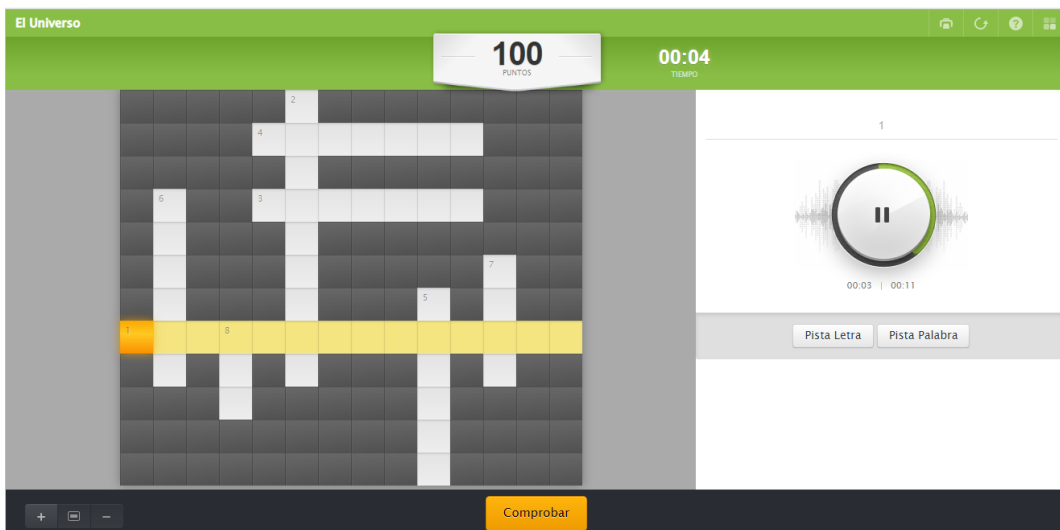 El Universo
100
PUNTOS
00:04
TIEMPO
2
4
6
3
7
5
1
8
1
00:03 | 00:11
Pista Letra
Pista Palabra
+
−
Comprobar